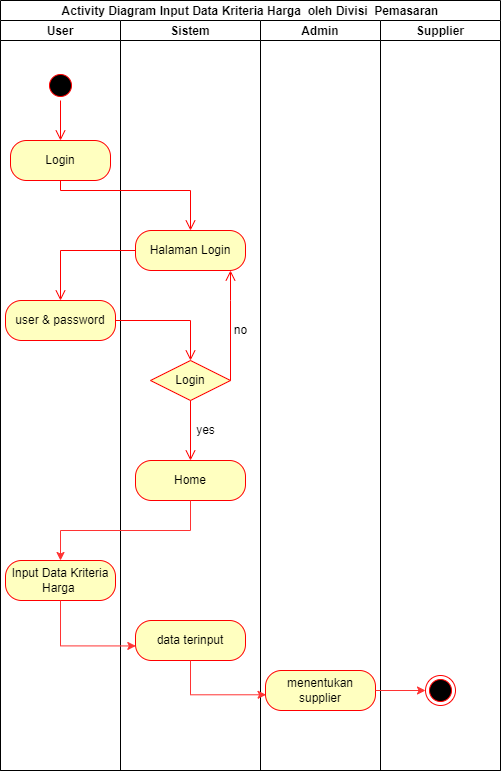 Activity Diagram Input Data Kriteria Harga oleh Divisi Pemasaran
User
Sistem
Admin
Supplier
Login
Halaman Login
user & password
no
Login
yes
Home
Input Data Kriteria
Harga
data terinput
menentukan
supplier